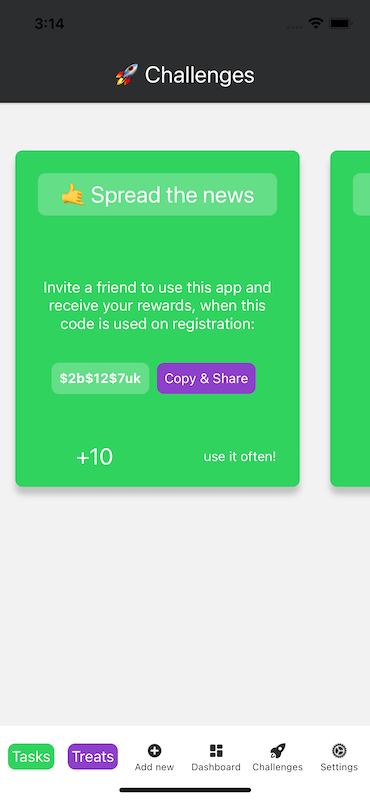 3:14
🚀 Challenges
🤙 Spread the news
Invite a friend to use this app and
receive your rewards, when this
code is used on registration:
$2b$12$7uk
Copy & Share
+10
use it often!
Tasks
Treats
Add new
Dashboard
Challenges
Settings